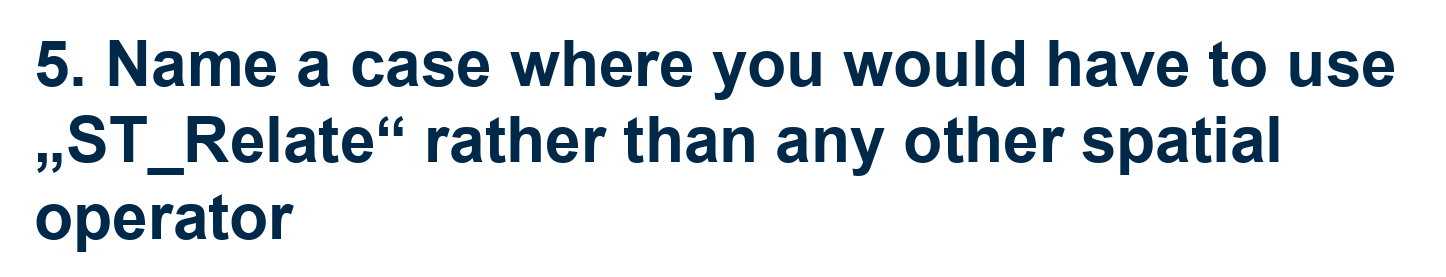 5. Name a case where you would have to use
„ST_Relate“ rather than any other spatial
operator